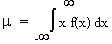 μ = ∫_{-∞}^{∞} x f(x) dx